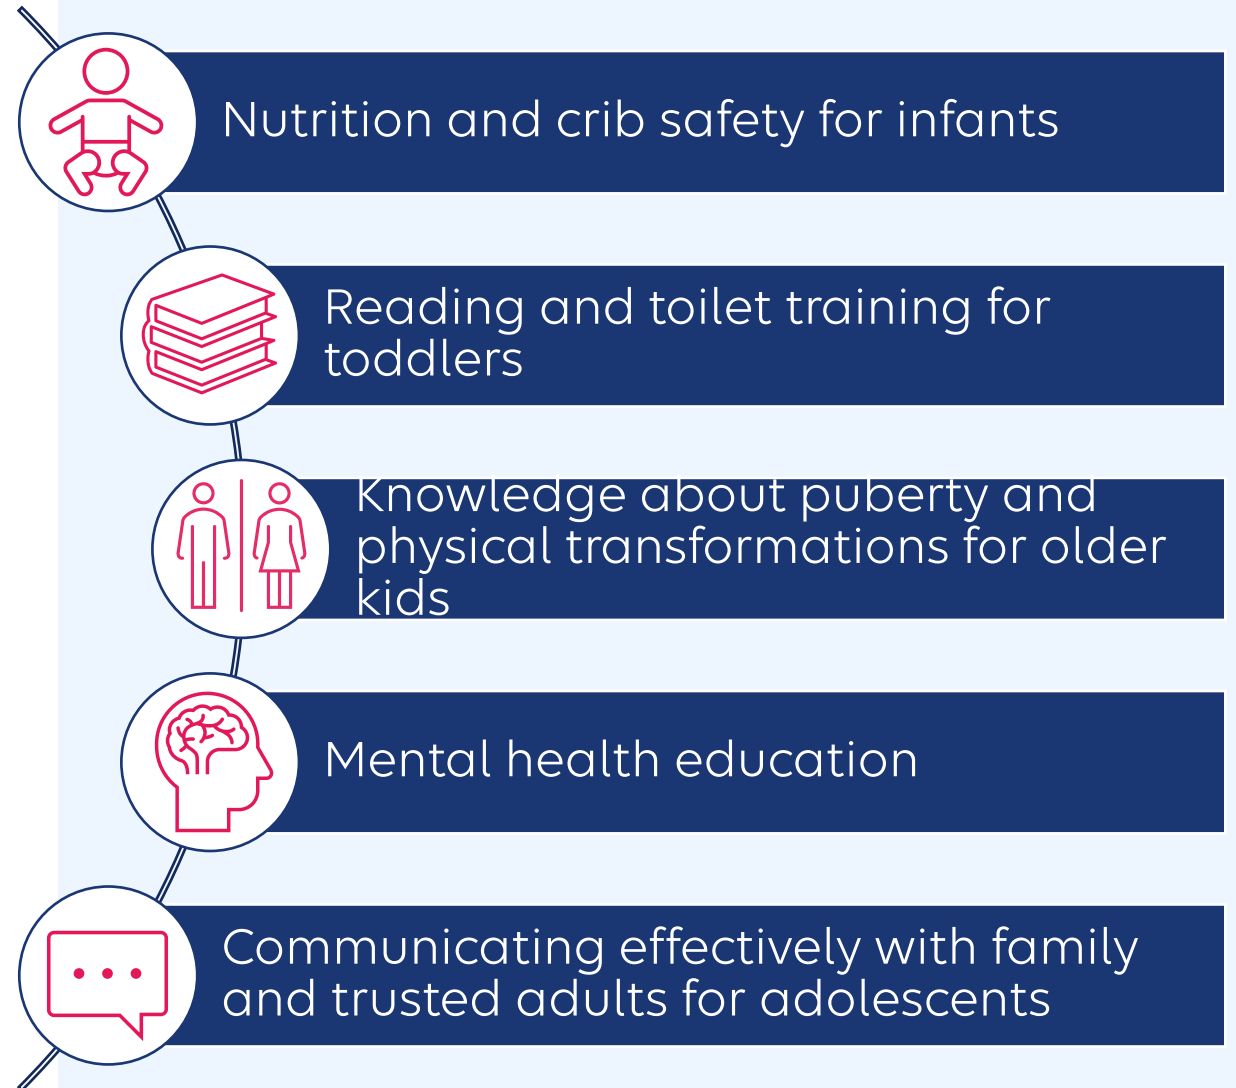 Nutrition and crib safety for infants
Reading and toilet training for
toddlers
Knowledge about puberty and
physical transformations for older
kids
Mental health education
Communicating effectively with family
and trusted adults for adolescents